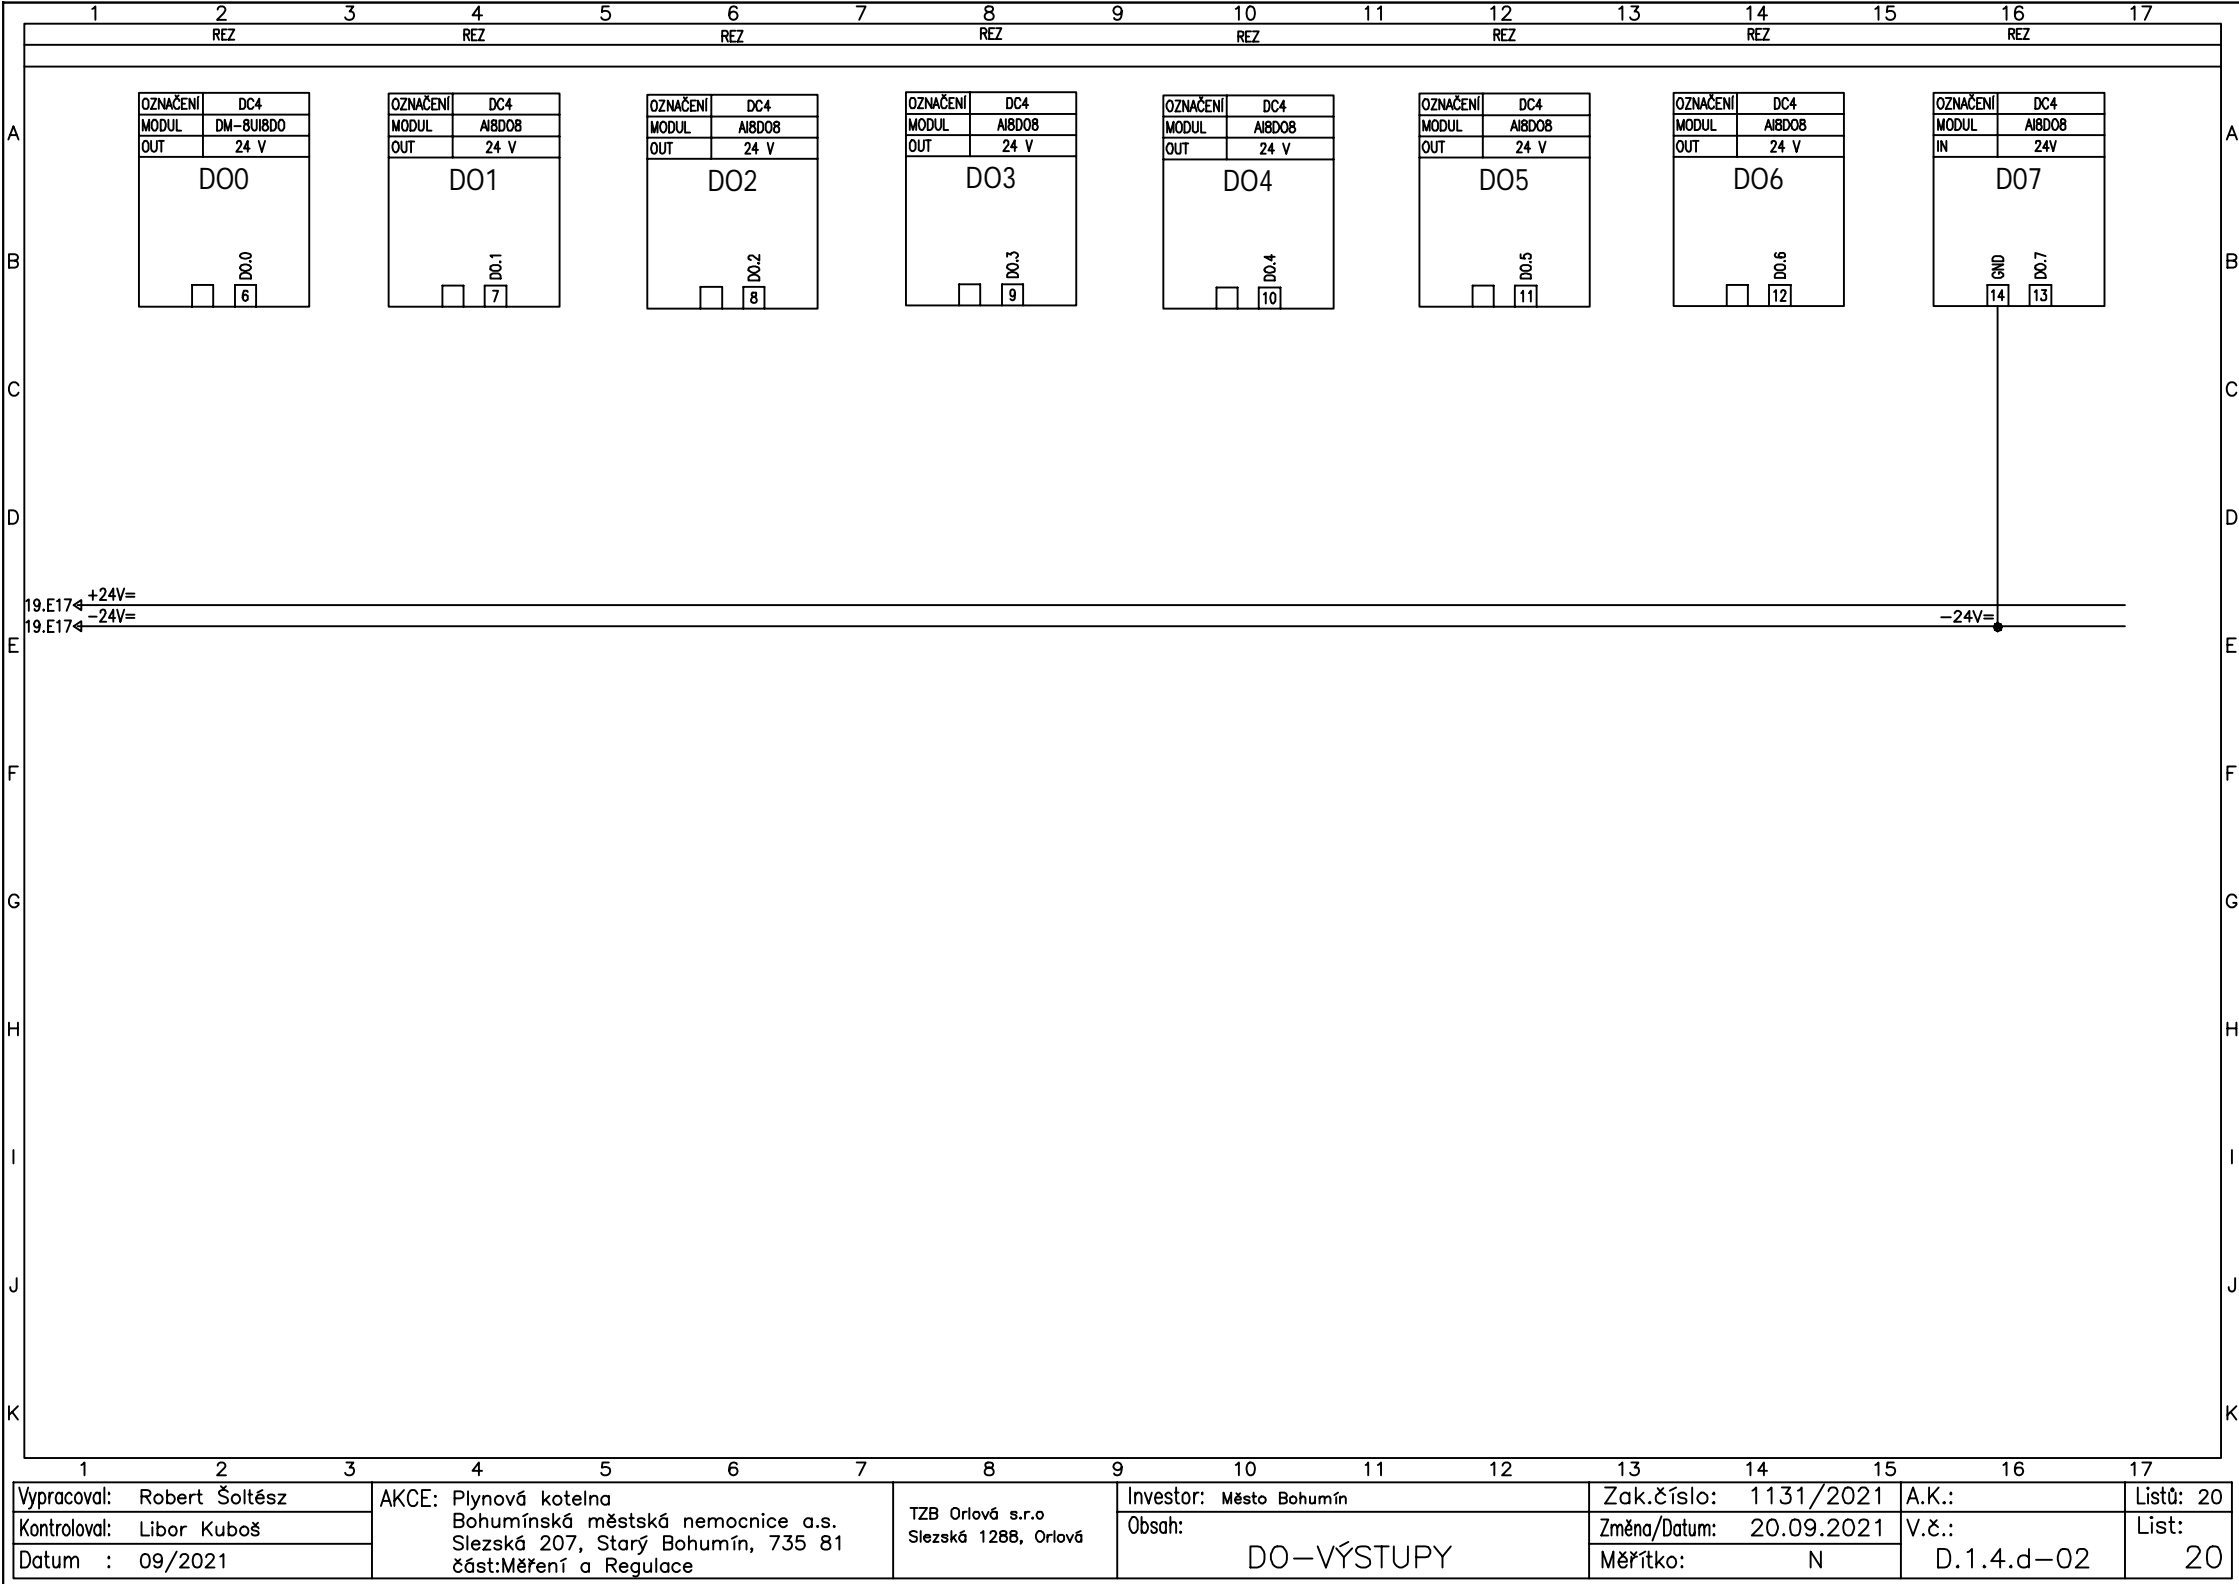 1 2 3 4 5 6 7 8 9 10 11 12 13 14 15 16 17
REZ REZ REZ REZ REZ REZ REZ REZ
OZNAČENÍ DC4 OZNAČENÍ DC4 OZNAČENÍ DC4 OZNAČENÍ DC4 OZNAČENÍ DC4 OZNAČENÍ DC4 OZNAČENÍ DC4 OZNAČENÍ DC4
A MODUL DM-8UI8DO MODUL AI8DO8 MODUL AI8DO8 MODUL AI8DO8 MODUL AI8DO8 MODUL AI8DO8 MODUL AI8DO8 MODUL AI8DO8 A
OUT 24 V OUT 24 V OUT 24 V OUT 24 V OUT 24 V OUT 24 V OUT 24 V IN 24V
DO0 DO1 DO2 DO3 DO4 DO5 DO6 DO7
B DO.0 DO.1 DO.2 DO.3 DO.4 DO.5 DO.6 GND DO.7 B
6 7 8 9 10 11 12 14 13
C C
D D
19.E17 +24V=
19.E17 -24V= -24V=
E E
F F
G G
H H
I I
J J
K K
1 2 3 4 5 6 7 8 9 10 11 12 13 14 15 16 17
Vypracoval: Robert Šoltész
Kontroloval: Libor Kuboš
Datum : 09/2021
AKCE: Plynová kotelna
Bohumínská městská nemocnice a.s.
Slezská 207, Starý Bohumín, 735 81
část:Měření a Regulace
TZB Orlová s.r.o
Slezská 1288, Orlová
Investor: Město Bohumín
Obsah:
DO-VÝSTUPY
Zak.číslo: 1131/2021
Změna/Datum: 20.09.2021
Měřítko: N
A.K.:
V.č.:
D.1.4.d-02
Listů: 20
List:
20